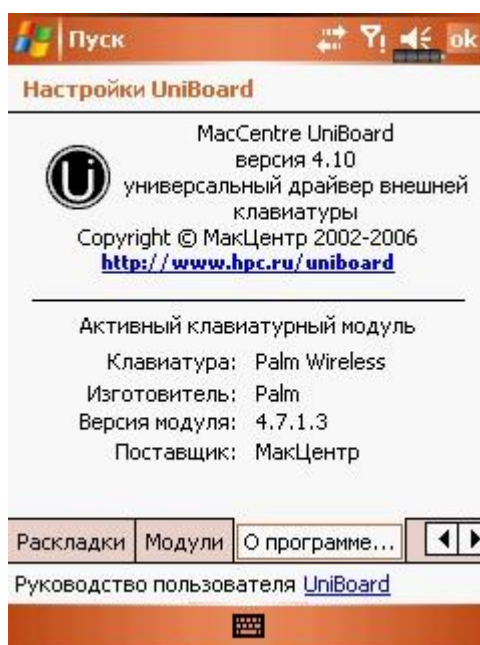 Пуск
ok
Настройки UniBoard
MacCentre UniBoard
версия 4.10
универсальный драйвер внешней
клавиатуры
Copyright © МакЦентр 2002-2006
http://www.hpc.ru/uniboard
Активный клавиатурный модуль
Клавиатура: Palm Wireless
Изготовитель: Palm
Версия модуля: 4.7.1.3
Поставщик: МакЦентр
Раскладки Модули О программе...
Руководство пользователя UniBoard